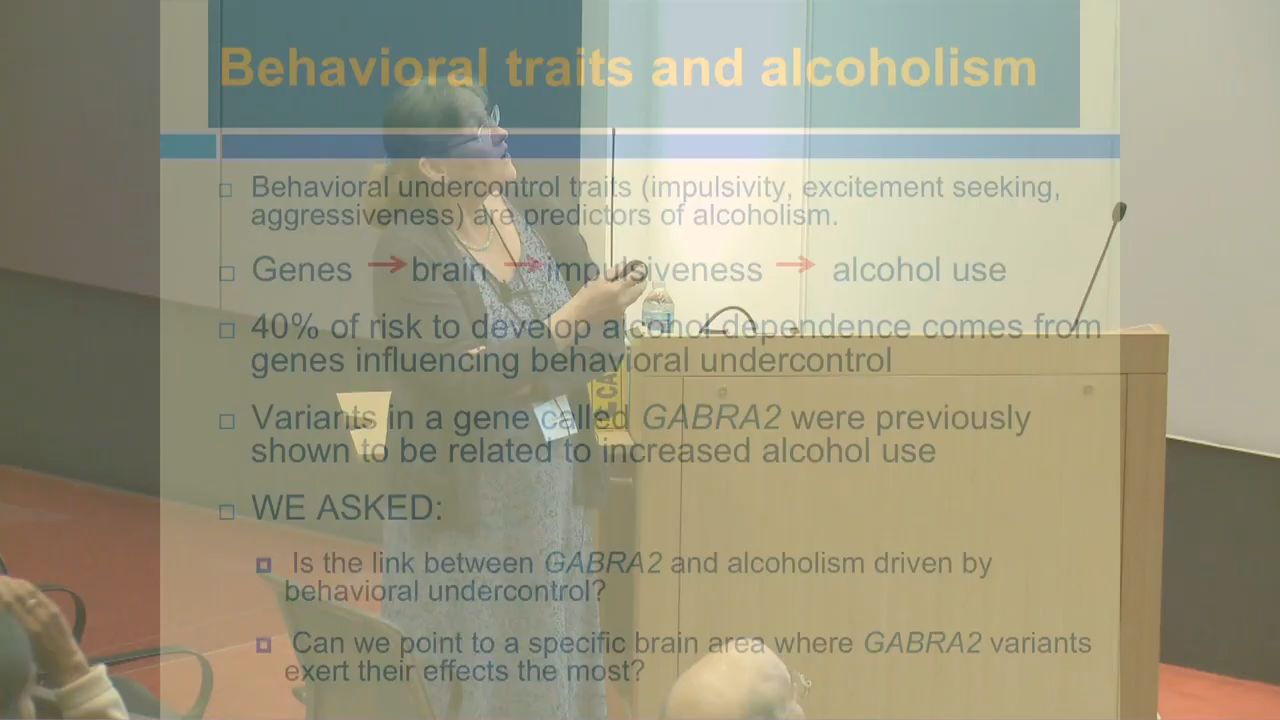 Behavioral traits and alcoholism
Behavioral undercontrol traits (impulsivity, excitement seeking,
aggressiveness) are predictors of alcoholism.
Genes → brain → impulsiveness → alcohol use
40% of risk to develop alcohol dependence comes from
genes influencing behavioral undercontrol
Variants in a gene called GABRA2 were previously
shown to be related to increased alcohol use
WE ASKED:
Is the link between GABRA2 and alcoholism driven by
behavioral undercontrol?
Can we point to a specific brain area where GABRA2 variants
exert their effects the most?